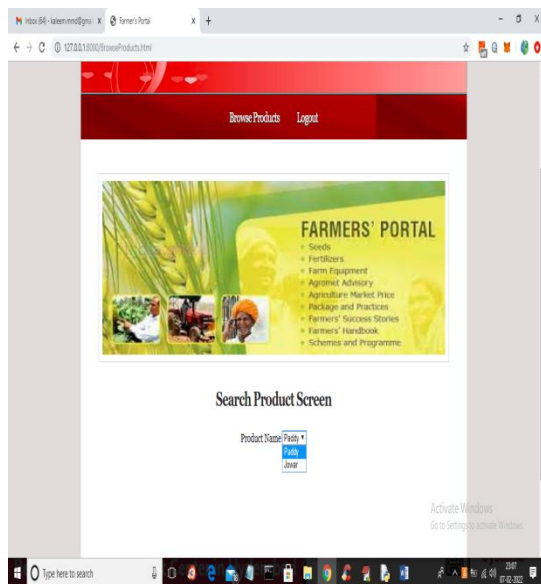 Inbox (64) - kaleem.mmd@gmai
Farmer's Portal
127.0.0.1:8000/BrowseProducts.html
Browse Products Logout
FARMERS' PORTAL
Seeds
Fertilizers
Farm Equipment
Agromet Advisory
Agriculture Market Price
Package and Practices
Farmers' Success Stories
Farmers' Handbook
Schemes and Programme
Search Product Screen
Product Name Paddy
Paddy
Jowar
Activate Windows
Go to Settings to activate Windows.
Type here to search
23:07
07-02-2022